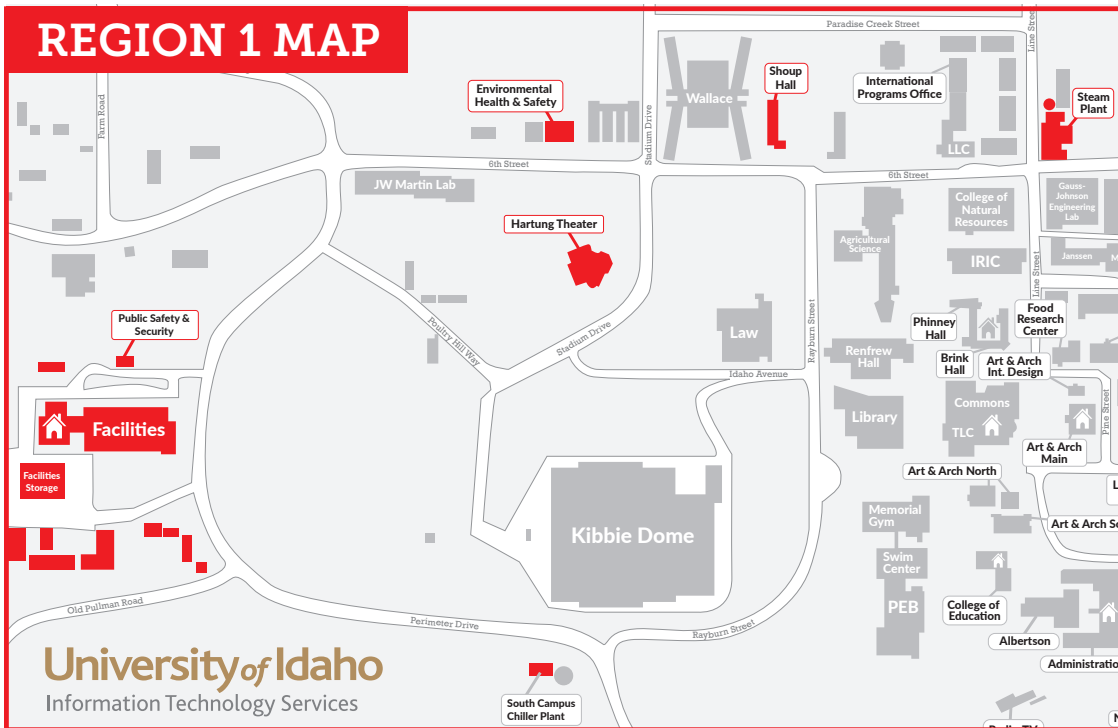 REGION 1 MAP
Paradise Creek Street
Line Street
Farm Road
Environmental
Health & Safety
Stadium Drive
Wallace
Shoup
Hall
International
Programs Office
Steam
Plant
LLC
6th Street
6th Street
JW Martin Lab
Hartung Theater
Agricultural
Science
College of
Natural
Resources
Gauss-
Johnson
Engineering
Lab
IRIC
Janssen
M
Line Street
Public Safety &
Security
Poultry Hill Way
Stadium Drive
Law
Rayburn Street
Phinney
Hall
Food
Research
Center
Renfrew
Hall
Brink
Hall
Art & Arch
Int. Design
Idaho Avenue
Facilities
Library
Commons
TLC
Pine Street
Art & Arch
Main
Facilities
Storage
Art & Arch North
L
Memorial
Gym
Art & Arch So
Kibbie Dome
Swim
Center
PEB
College of
Education
Old Pullman Road
Perimeter Drive
Rayburn Street
Albertson
Administratio
University of Idaho
Information Technology Services
South Campus
Chiller Plant
N